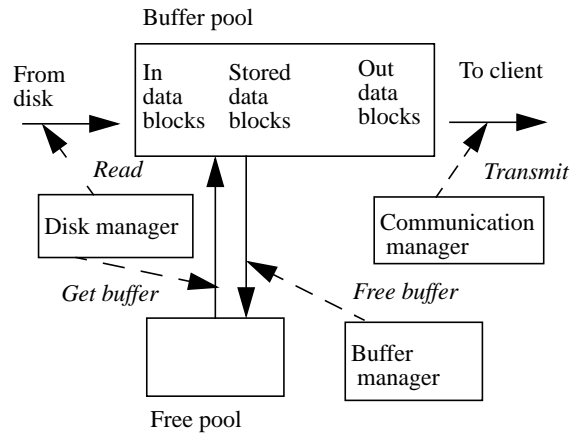 Buffer pool
From
disk
In
data
blocks
Stored
data
blocks
Out
data
blocks
To client
Read
Transmit
Disk manager
Communication
manager
Get buffer
Free buffer
Buffer
manager
Free pool